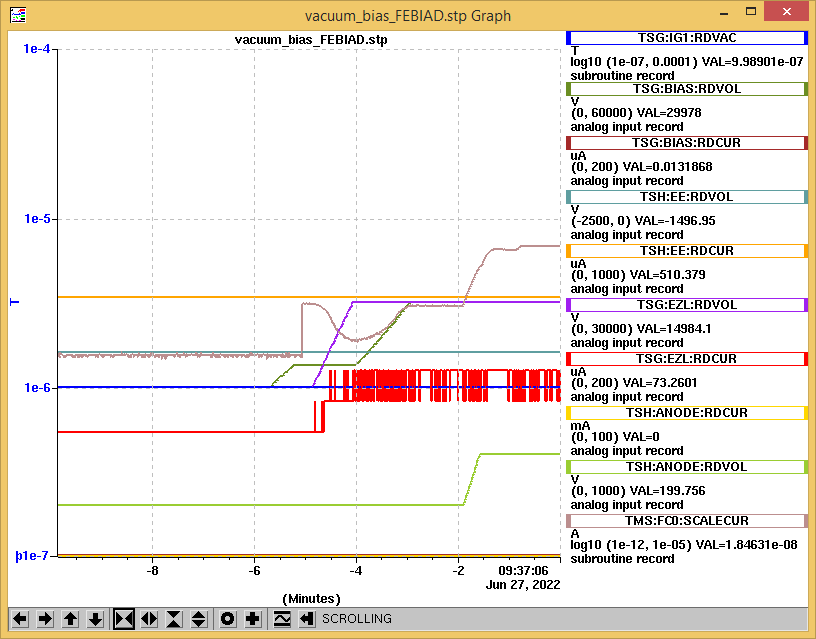 vacuum_bias_FEBIAD.stp Graph
vacuum_bias_FEBIAD.stp
1e-4
1e-5
T
1e-6
1e-7
-8
-6
-4
-2
09:37:06
Jun 27, 2022
(Minutes)
TSG:IG1:RDVAC
T
log10 (1e-07, 0.0001) VAL=9.98901e-07
subroutine record
TSG:BIAS:RDVOL
V
(0, 60000) VAL=29978
analog input record
TSG:BIAS:RDCUR
uA
(0, 200) VAL=0.0131868
analog input record
TSH:EE:RDVOL
V
(-2500, 0) VAL=-1496.95
analog input record
TSH:EE:RDCUR
uA
(0, 1000) VAL=510.379
analog input record
TSG:EZL:RDVOL
V
(0, 30000) VAL=14984.1
analog input record
TSG:EZL:RDCUR
uA
(0, 200) VAL=73.2601
analog input record
TSH:ANODE:RDCUR
mA
(0, 100) VAL=0
analog input record
TSH:ANODE:RDVOL
V
(0, 1000) VAL=199.756
analog input record
TMS:FC0:SCALECUR
A
log10 (1e-12, 1e-05) VAL=1.84631e-08
subroutine record
SCROLLING